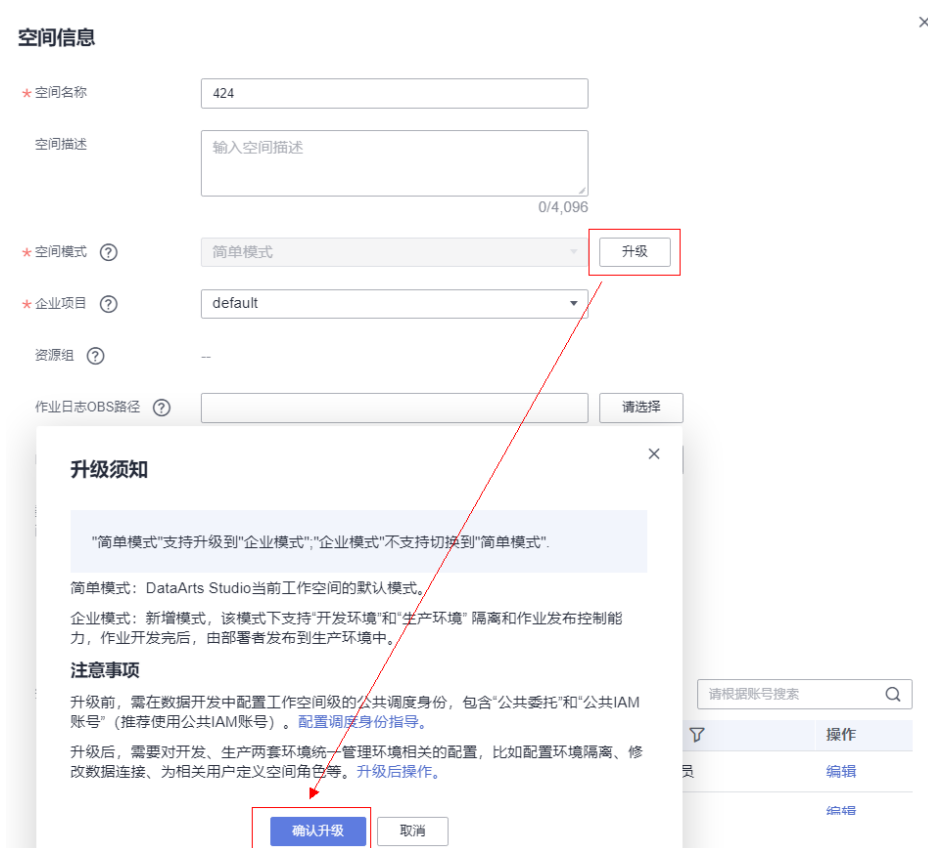 空间信息
* 空间名称
424
空间描述
输入空间描述
0/4,096
* 空间模式
简单模式
升级
* 企业项目
default
资源组
--
作业日志OBS路径
请选择
升级须知
"简单模式"支持升级到"企业模式";"企业模式"不支持切换到"简单模式".
简单模式：DataArts Studio当前工作空间的默认模式。
企业模式：新增模式，该模式下支持“开发环境”和“生产环境” 隔离和作业发布控制能
力，作业开发完后，由部署者发布到生产环境中。
注意事项
升级前，需在数据开发中配置工作空间级的公共调度身份，包含“公共委托”和“公共IAM
账号”（推荐使用公共IAM账号）。配置调度身份指导。
升级后，需要对开发、生产两套环境统一管理环境相关的配置，比如配置环境隔离、修
改数据连接、为相关用户定义空间角色等。升级后操作。
确认升级
取消
请根据账号搜索
操作
员
编辑
编辑